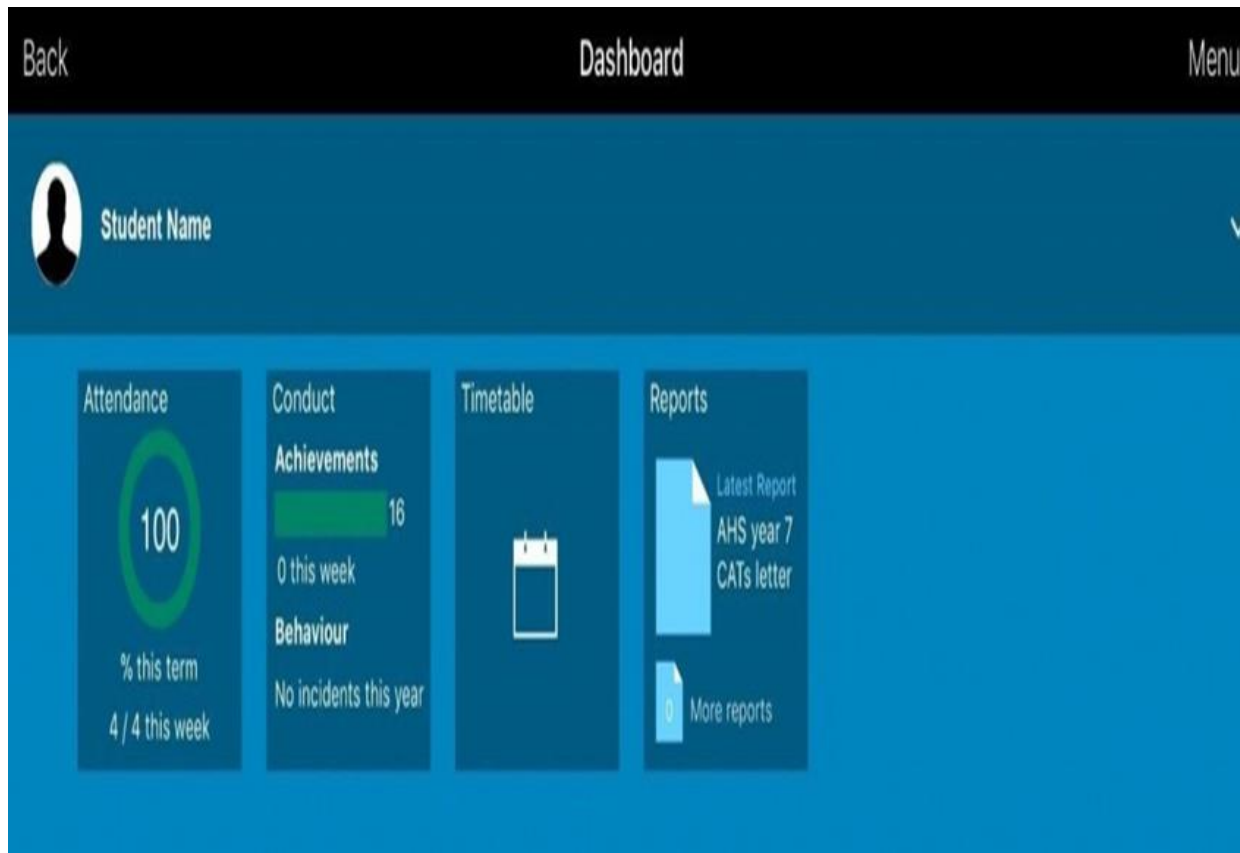 Back
Dashboard
Menu
Student Name
Attendance
100
% this term
4 / 4 this week
Conduct
Achievements
16
0 this week
Behaviour
No incidents this year
Timetable
Reports
Latest Report
AHS year 7
CATs letter
0
More reports